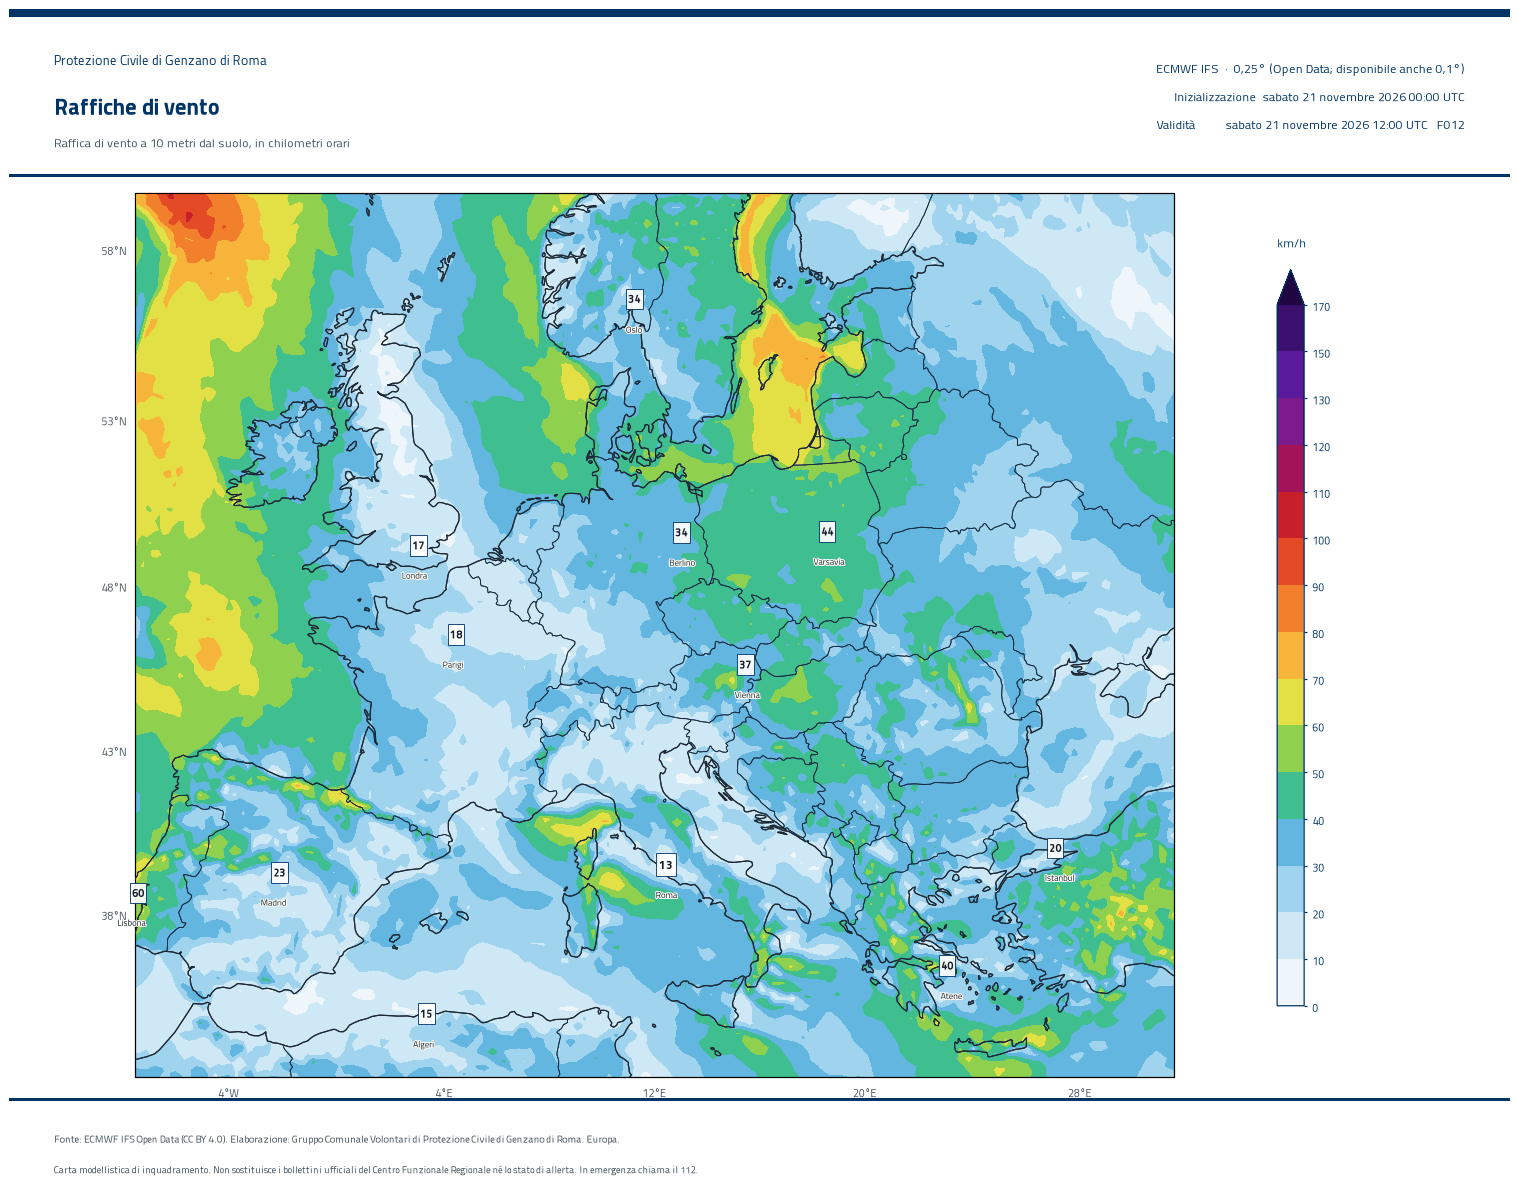 Protezione Civile di Genzano di Roma
Raffiche di vento
Raffica di vento a 10 metri dal suolo, in chilometri orari
ECMWF IFS · 0,25° (Open Data; disponibile anche 0,1°)
Inizializzazione sabato 21 novembre 2026 00:00 UTC
Validità sabato 21 novembre 2026 12:00 UTC F012
58°N
53°N
48°N
43°N
38°N
4°W
4°E
12°E
20°E
28°E
34
Oslo
17
Londra
34
Berlino
44
Varsavia
18
Parigi
37
Vienna
23
Madrid
60
Lisbona
13
Roma
20
Istanbul
40
Atene
15
Algeri
km/h
170
150
130
120
110
100
90
80
70
60
50
40
30
20
10
0
Fonte: ECMWF IFS Open Data (CC BY 4.0). Elaborazione: Gruppo Comunale Volontari di Protezione Civile di Genzano di Roma. Europa.
Carta modellistica di inquadramento. Non sostituisce i bollettini ufficiali del Centro Funzionale Regionale né lo stato di allerta. In emergenza chiama il 112.